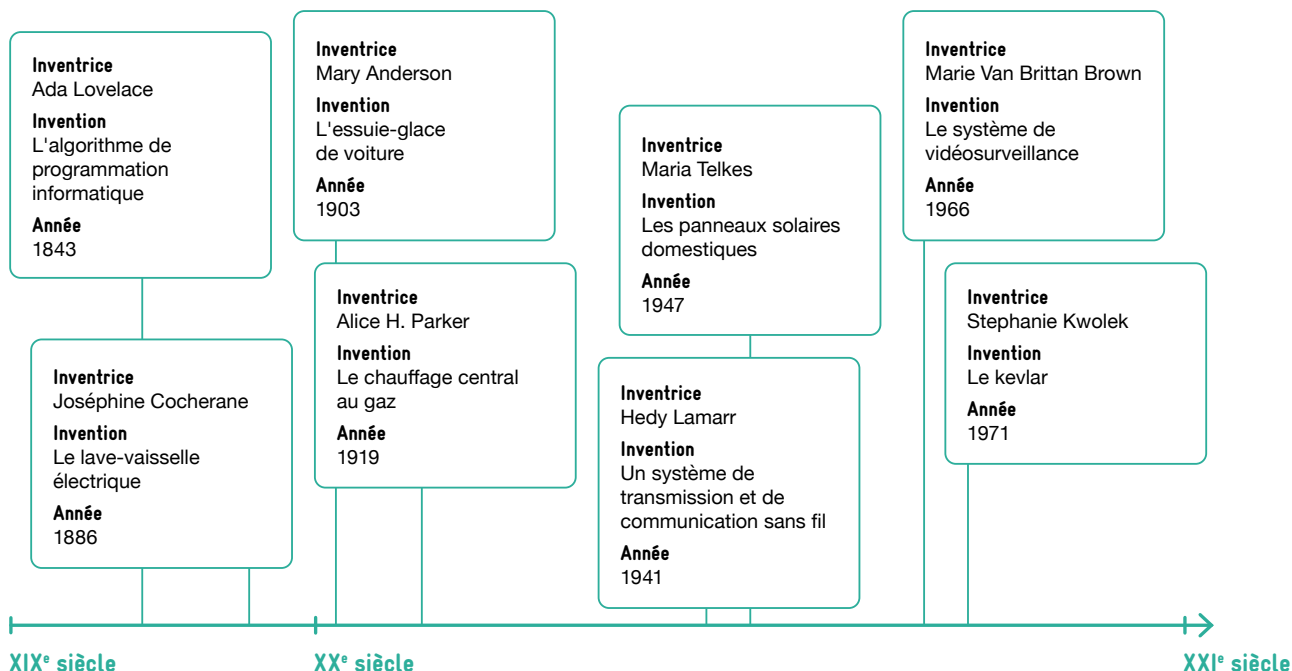 Inventrice
Ada Lovelace
Invention
L'algorithme de
programmation
informatique
Année
1843
Inventrice
Joséphine Cocherane
Invention
Le lave-vaisselle
électrique
Année
1886
Inventrice
Mary Anderson
Invention
L'essuie-glace
de voiture
Année
1903
Inventrice
Alice H. Parker
Invention
Le chauffage central
au gaz
Année
1919
Inventrice
Maria Telkes
Invention
Les panneaux solaires
domestiques
Année
1947
Inventrice
Hedy Lamarr
Invention
Un système de
transmission et de
communication sans fil
Année
1941
Inventrice
Marie Van Brittan Brown
Invention
Le système de
vidéosurveillance
Année
1966
Inventrice
Stephanie Kwolek
Invention
Le kevlar
Année
1971
XIXe siècle
XXe siècle
XXIe siècle